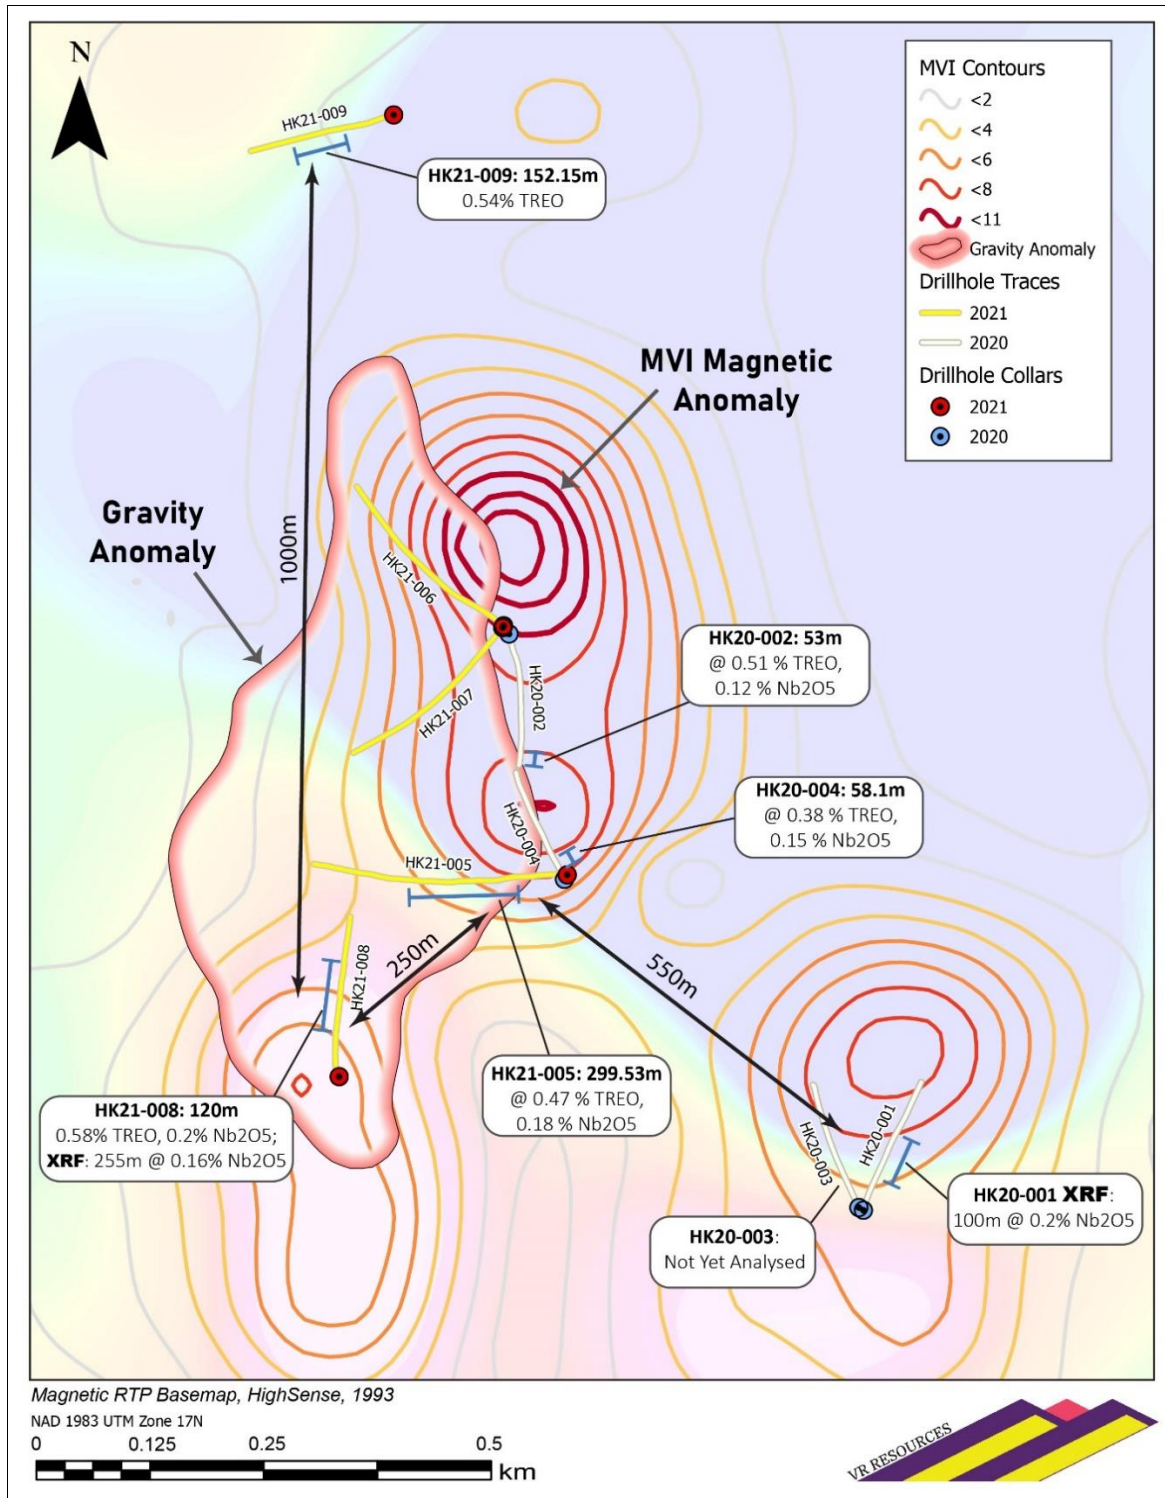 N
HK21-009
HK21-009: 152.15m
0.54% TREO
MVI Contours
<2
<4
<6
<8
<11
Gravity Anomaly
Drillhole Traces
2021
2020
Drillhole Collars
2021
2020
MVI Magnetic
Anomaly
Gravity
Anomaly
1000m
HK21-006
HK21-007
HK20-002
HK20-002: 53m
@ 0.51 % TREO,
0.12 % Nb2O5
HK20-004: 58.1m
@ 0.38 % TREO,
0.15 % Nb2O5
HK20-004
HK21-005
HK21-008
250m
550m
HK21-005: 299.53m
@ 0.47 % TREO,
0.18 % Nb2O5
HK21-008: 120m
0.58% TREO, 0.2% Nb2O5;
XRF: 255m @ 0.16% Nb2O5
HK20-003
HK20-001
HK20-001 XRF:
100m @ 0.2% Nb2O5
HK20-003:
Not Yet Analysed
Magnetic RTP Basemap, HighSense, 1993
NAD 1983 UTM Zone 17N
0 0.125 0.25 0.5
km
VR RESOURCES